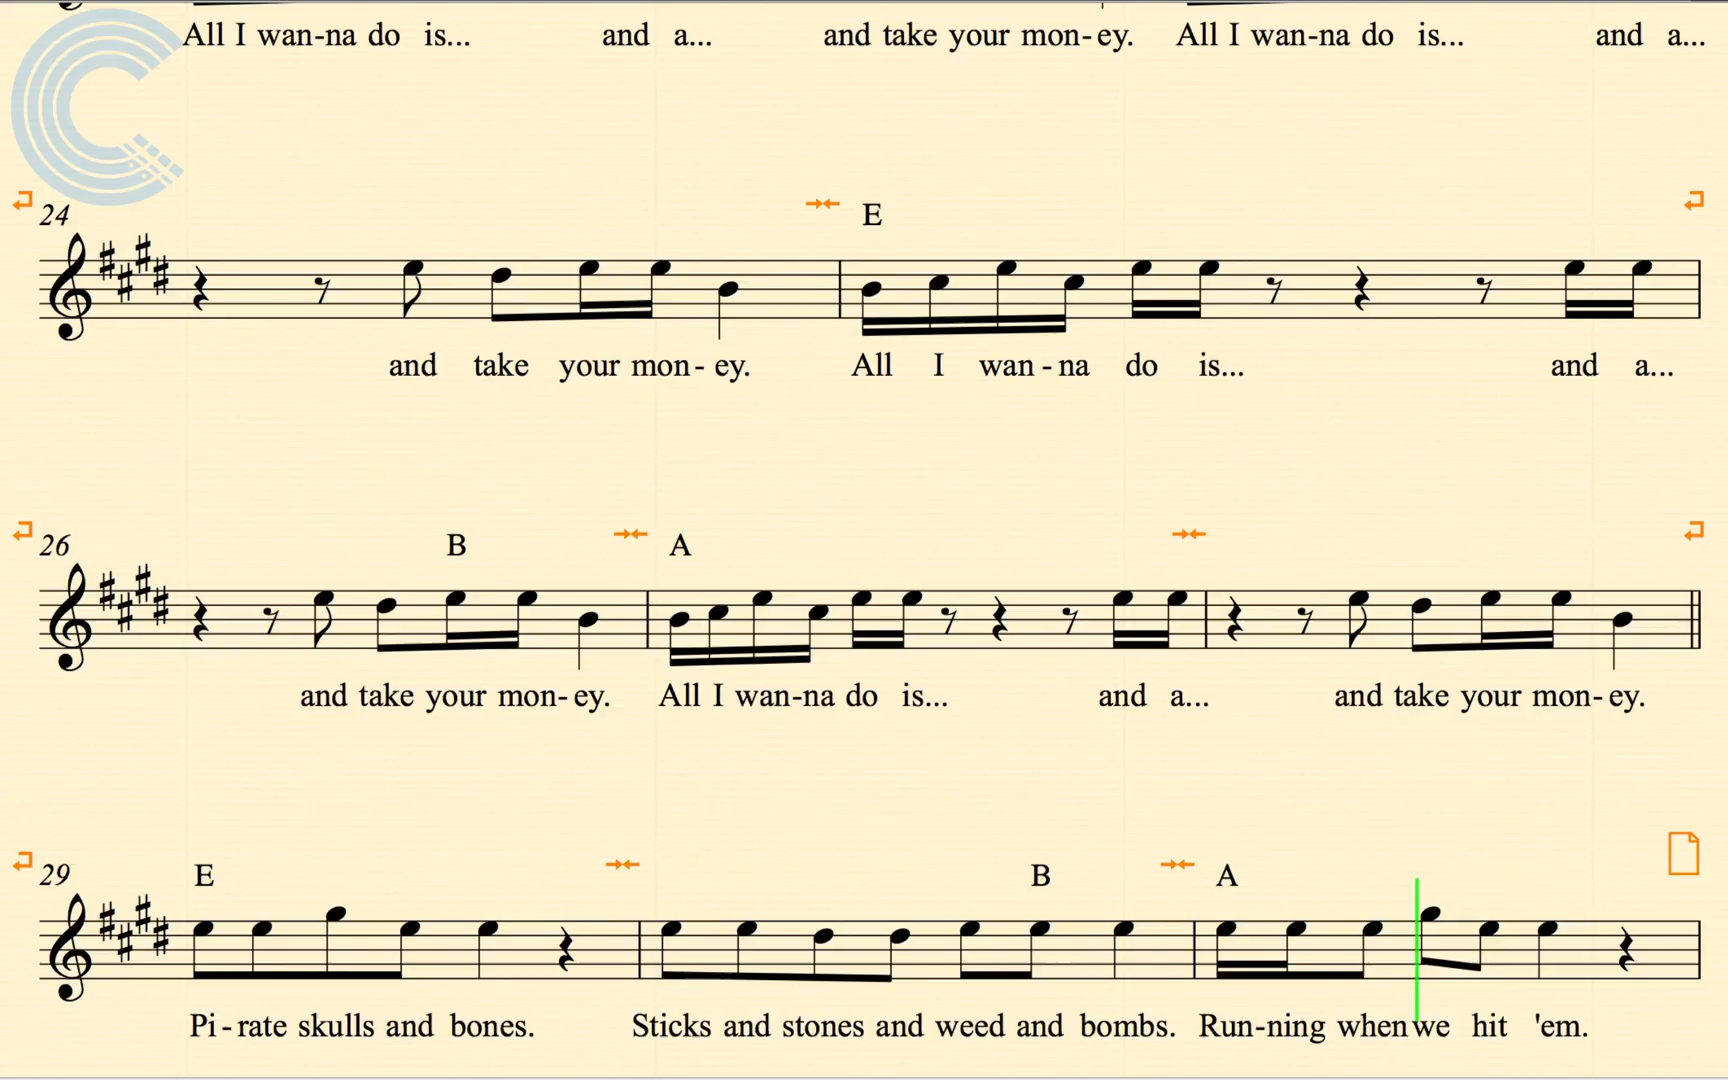 All I wan-na do is... and a... and take your mon-ey. All I wan-na do is... and a...
24 E
and take your mon-ey. All I wan-na do is... and a...
26 B A
and take your mon-ey. All I wan-na do is... and a... and take your mon-ey.
29 E B A
Pi-rate skulls and bones. Sticks and stones and weed and bombs. Run-ning when we hit 'em.